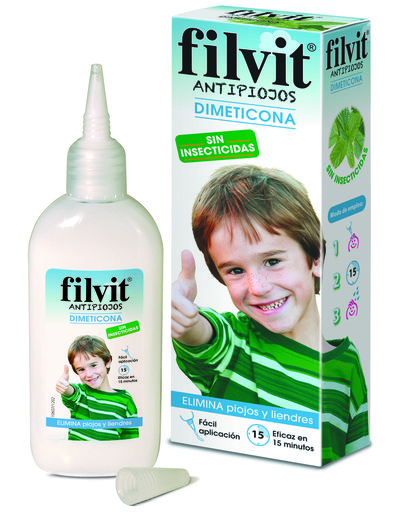 filvit®
ANTIPIOJOS
DIMETICONA
SIN
INSECTICIDAS
ELIMINA piojos y liendres
Fácil
aplicación
15
Eficaz en
15 minutos
filvit®
ANTIPIOJOS
DIMETICONA
SIN INSECTICIDAS
Modo de empleo:
1
2
15
3
filvit®
ANTIPIOJOS
DIMETICONA
SIN
INSECTICIDAS
Fácil
aplicación
15
Eficaz en
15 minutos
ELIMINA piojos y liendres